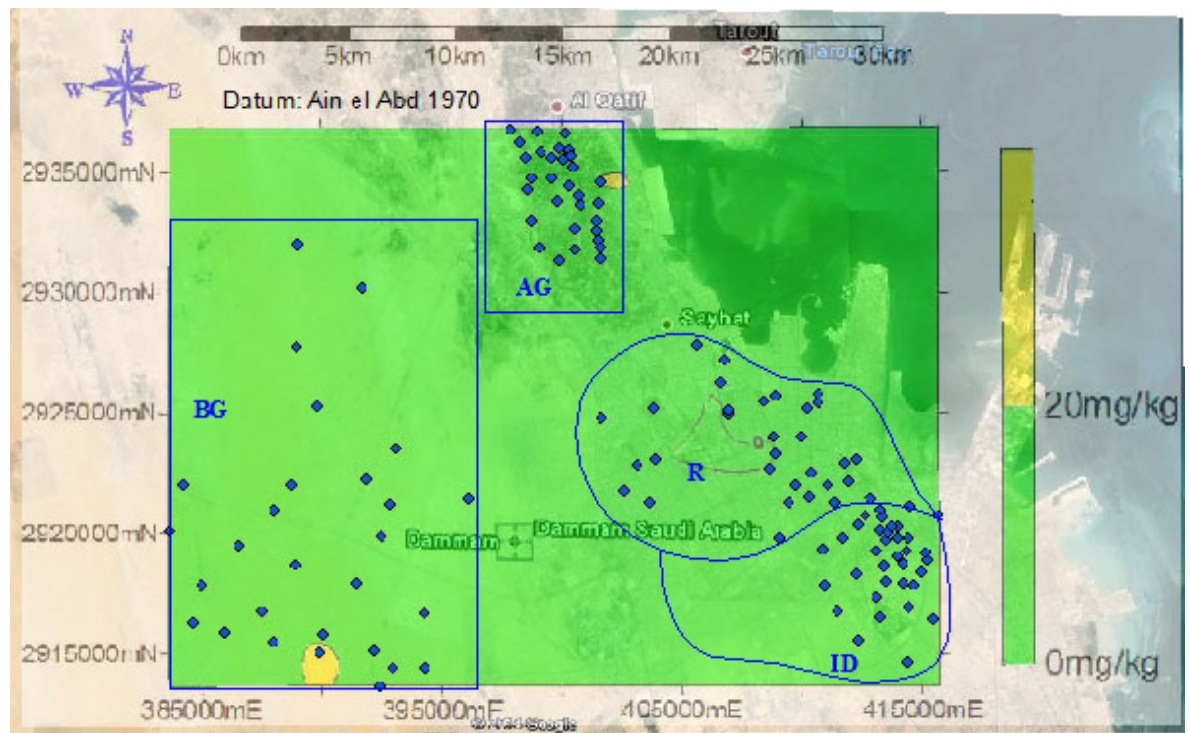 Tarout
0km 5km 10km 15km 20km 25km 30km
N
W E
S
Datum: Ain el Abd 1970
Al Qatif
2935000mN
AG
2930000mN
Sayhat
BG
2925000mN
20mg/kg
R
2920000mN
Dammam
Dammam Saudi Arabia
ID
2915000mN
0mg/kg
385000mE 395000mE 405000mE 415000mE